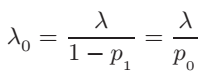 λ₀ = λ / (1 − p₁) = λ / p₀